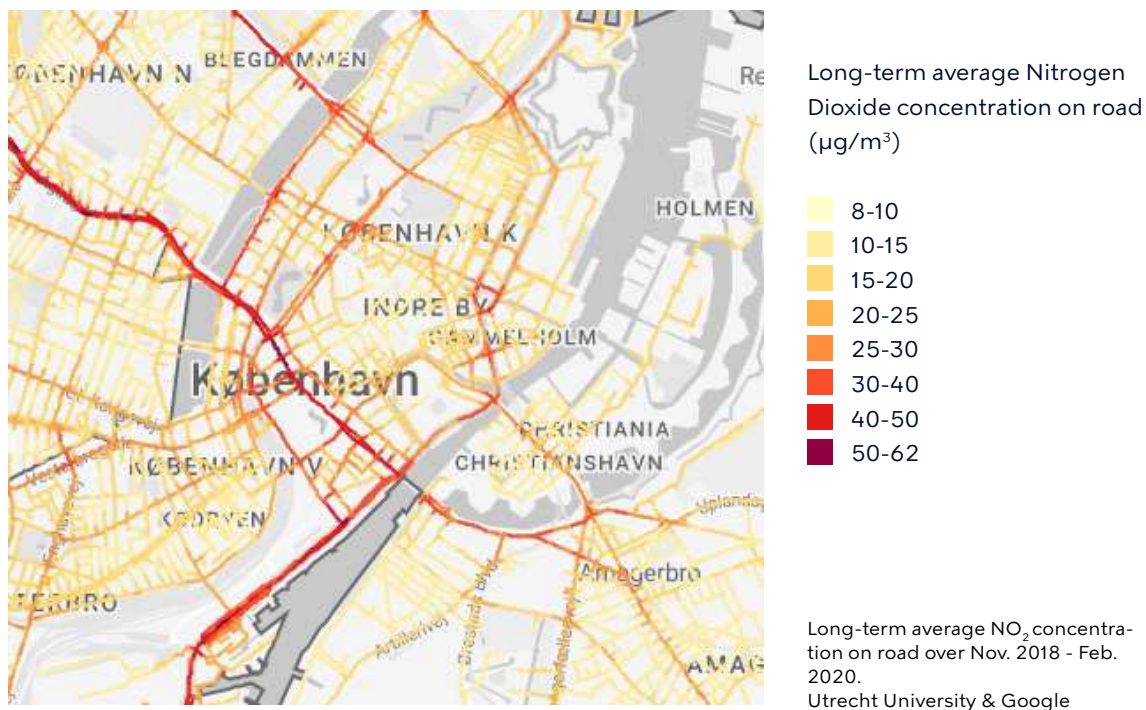 BLEGDAMMEN
Re
HOLMEN
KØBENHAVN K
INDRE BY
GAMMELHOLM
København
CHRISTIANIA
CHRISTIANSHAVN
KØBENHAVN V
Amagerbro
Artillerivej
AMAG
Long-term average Nitrogen
Dioxide concentration on road
(µg/m³)
8-10
10-15
15-20
20-25
25-30
30-40
40-50
50-62
Long-term average NO₂ concentra-
tion on road over Nov. 2018 - Feb.
2020.
Utrecht University & Google